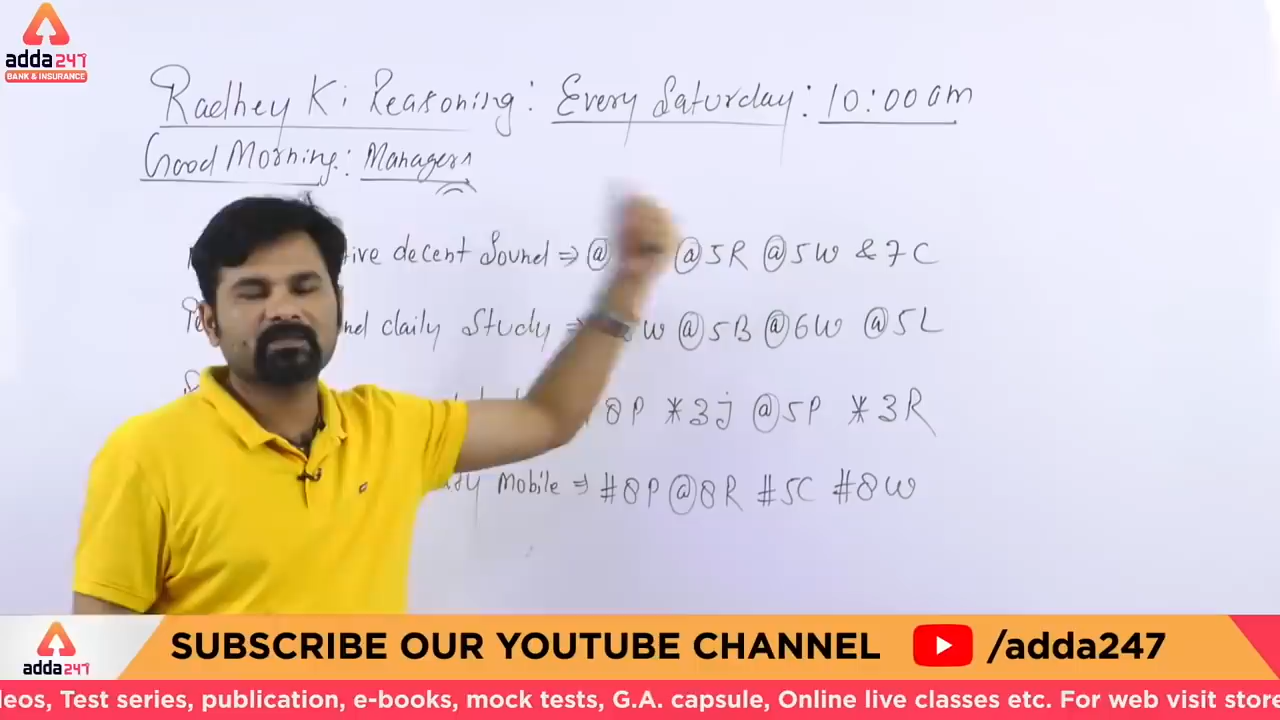 adda247
BANK & INSURANCE
Radhey Ki Reasoning: Every Saturday: 10:00 am
Good Morning: Managers
ive decent Sound ⇒ @ @5R @5W &7C
nd daily Study ⇒ W @5B @6W @5L
8P *3j @5P *3R
dy Mobile ⇒ #8P @8R #5C #8W
SUBSCRIBE OUR YOUTUBE CHANNEL /adda247
adda247
leos, Test series, publication, e-books, mock tests, G.A. capsule, Online live classes etc. For web visit store